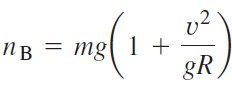 n_B = mg(1 + v²/gR)